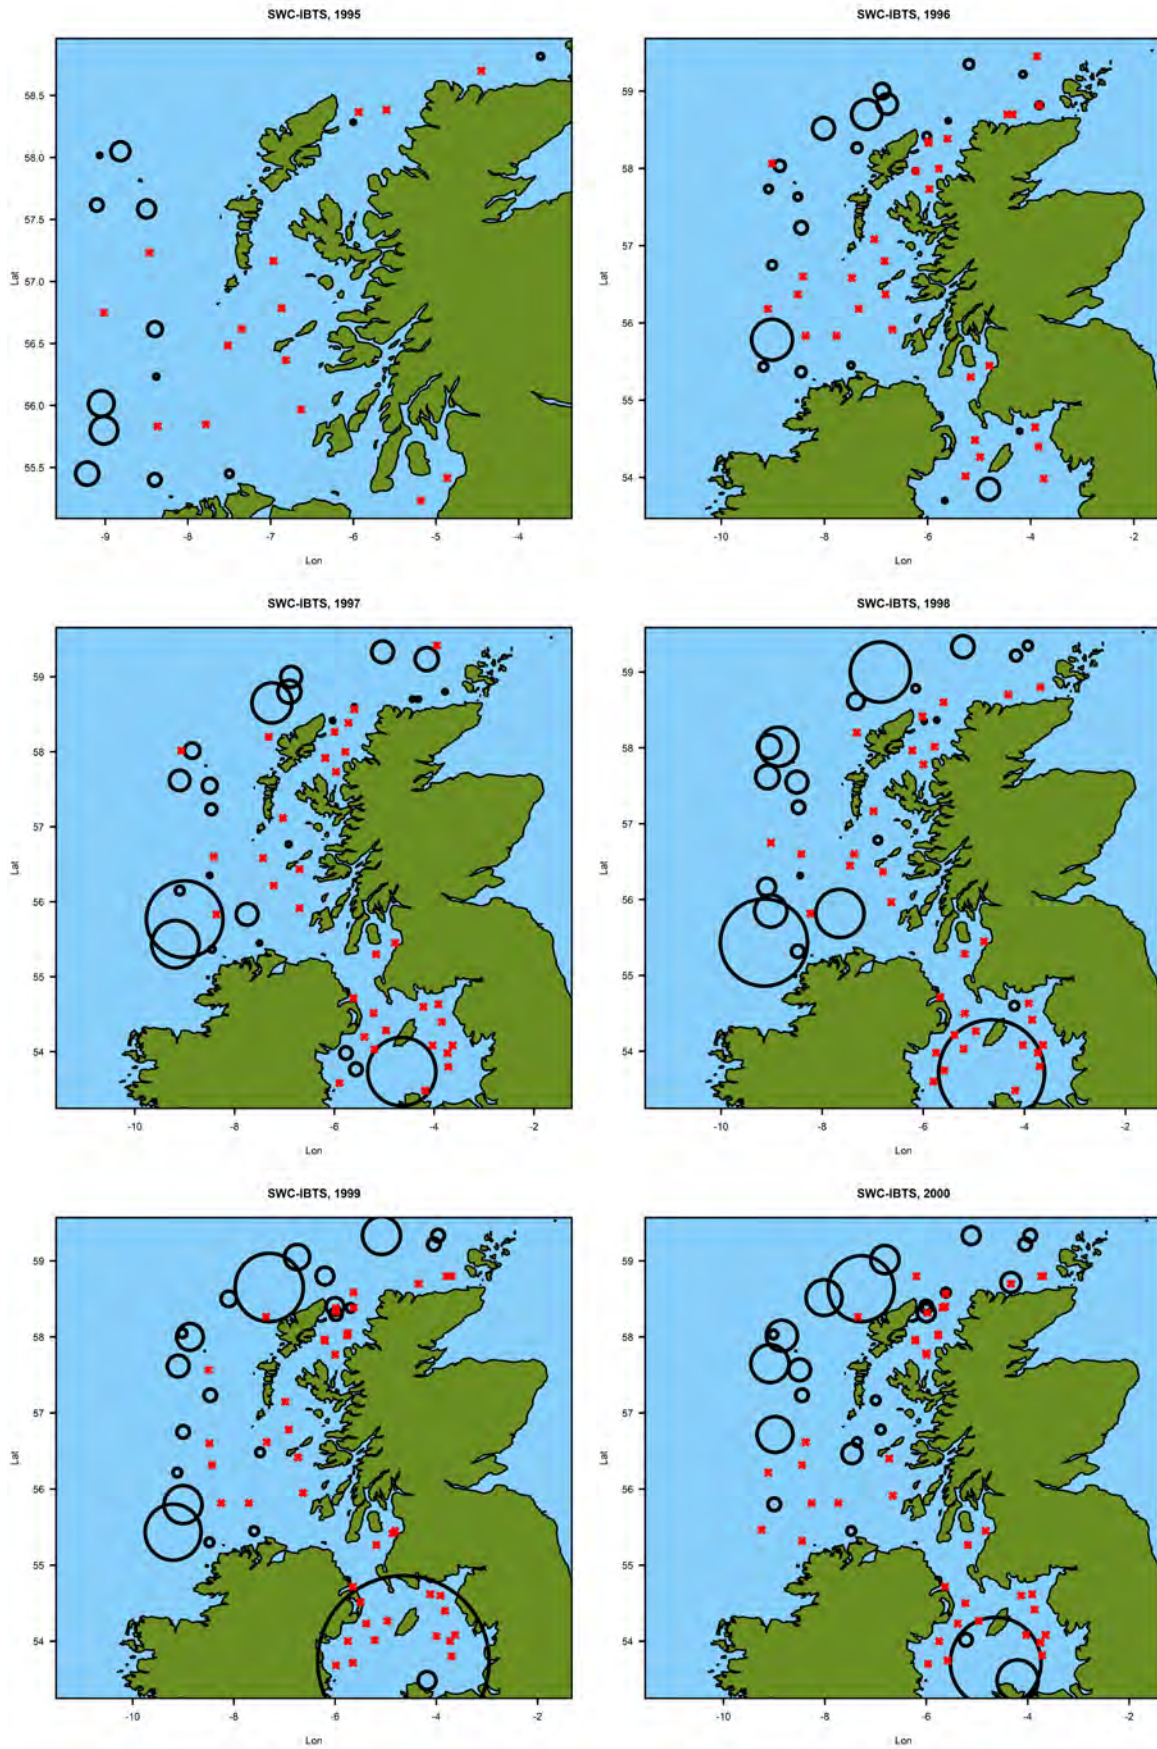 SWC-IBTS, 1995
58.5
58.0
57.5
57.0
56.5
56.0
55.5
Lat
-9 -8 -7 -6 -5 -4
Lon
SWC-IBTS, 1996
59
58
57
56
55
54
Lat
-10 -8 -6 -4 -2
Lon
SWC-IBTS, 1997
59
58
57
56
55
54
Lat
-10 -8 -6 -4 -2
Lon
SWC-IBTS, 1998
59
58
57
56
55
54
Lat
-10 -8 -6 -4 -2
Lon
SWC-IBTS, 1999
59
58
57
56
55
54
Lat
-10 -8 -6 -4 -2
Lon
SWC-IBTS, 2000
59
58
57
56
55
54
Lat
-10 -8 -6 -4 -2
Lon